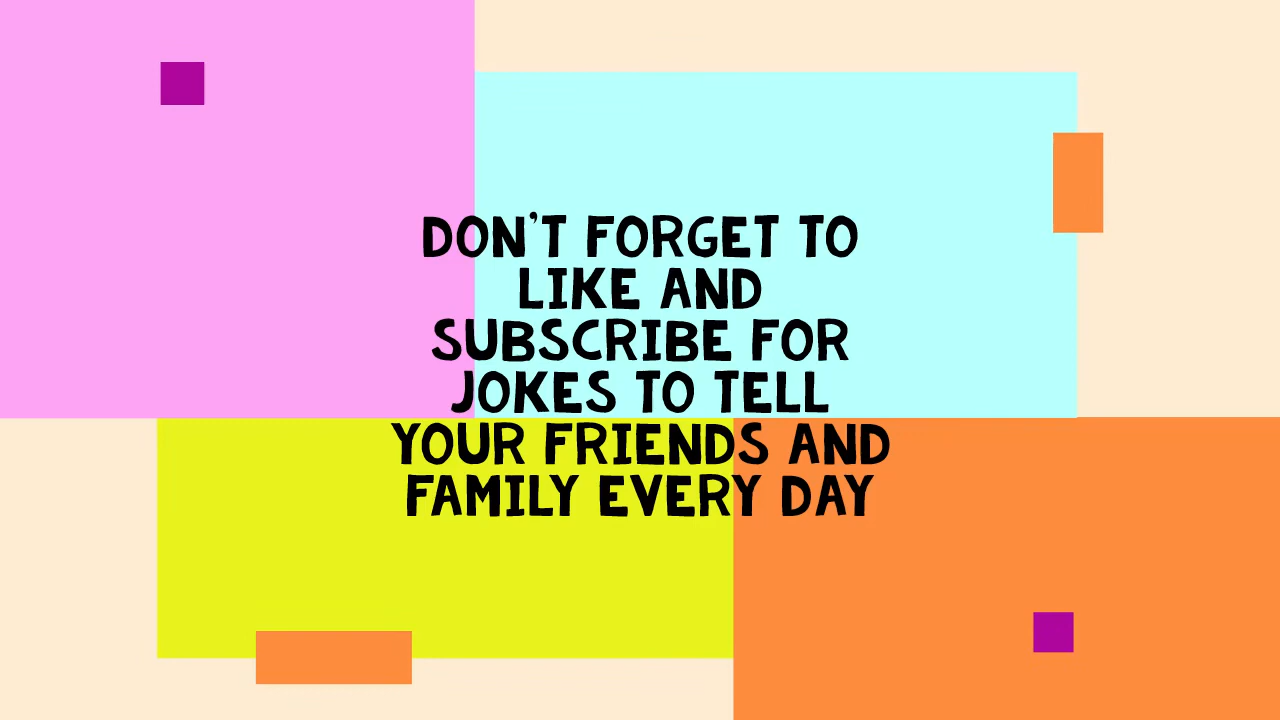 DON'T FORGET TO
LIKE AND
SUBSCRIBE FOR
JOKES TO TELL
YOUR FRIENDS AND
FAMILY EVERY DAY